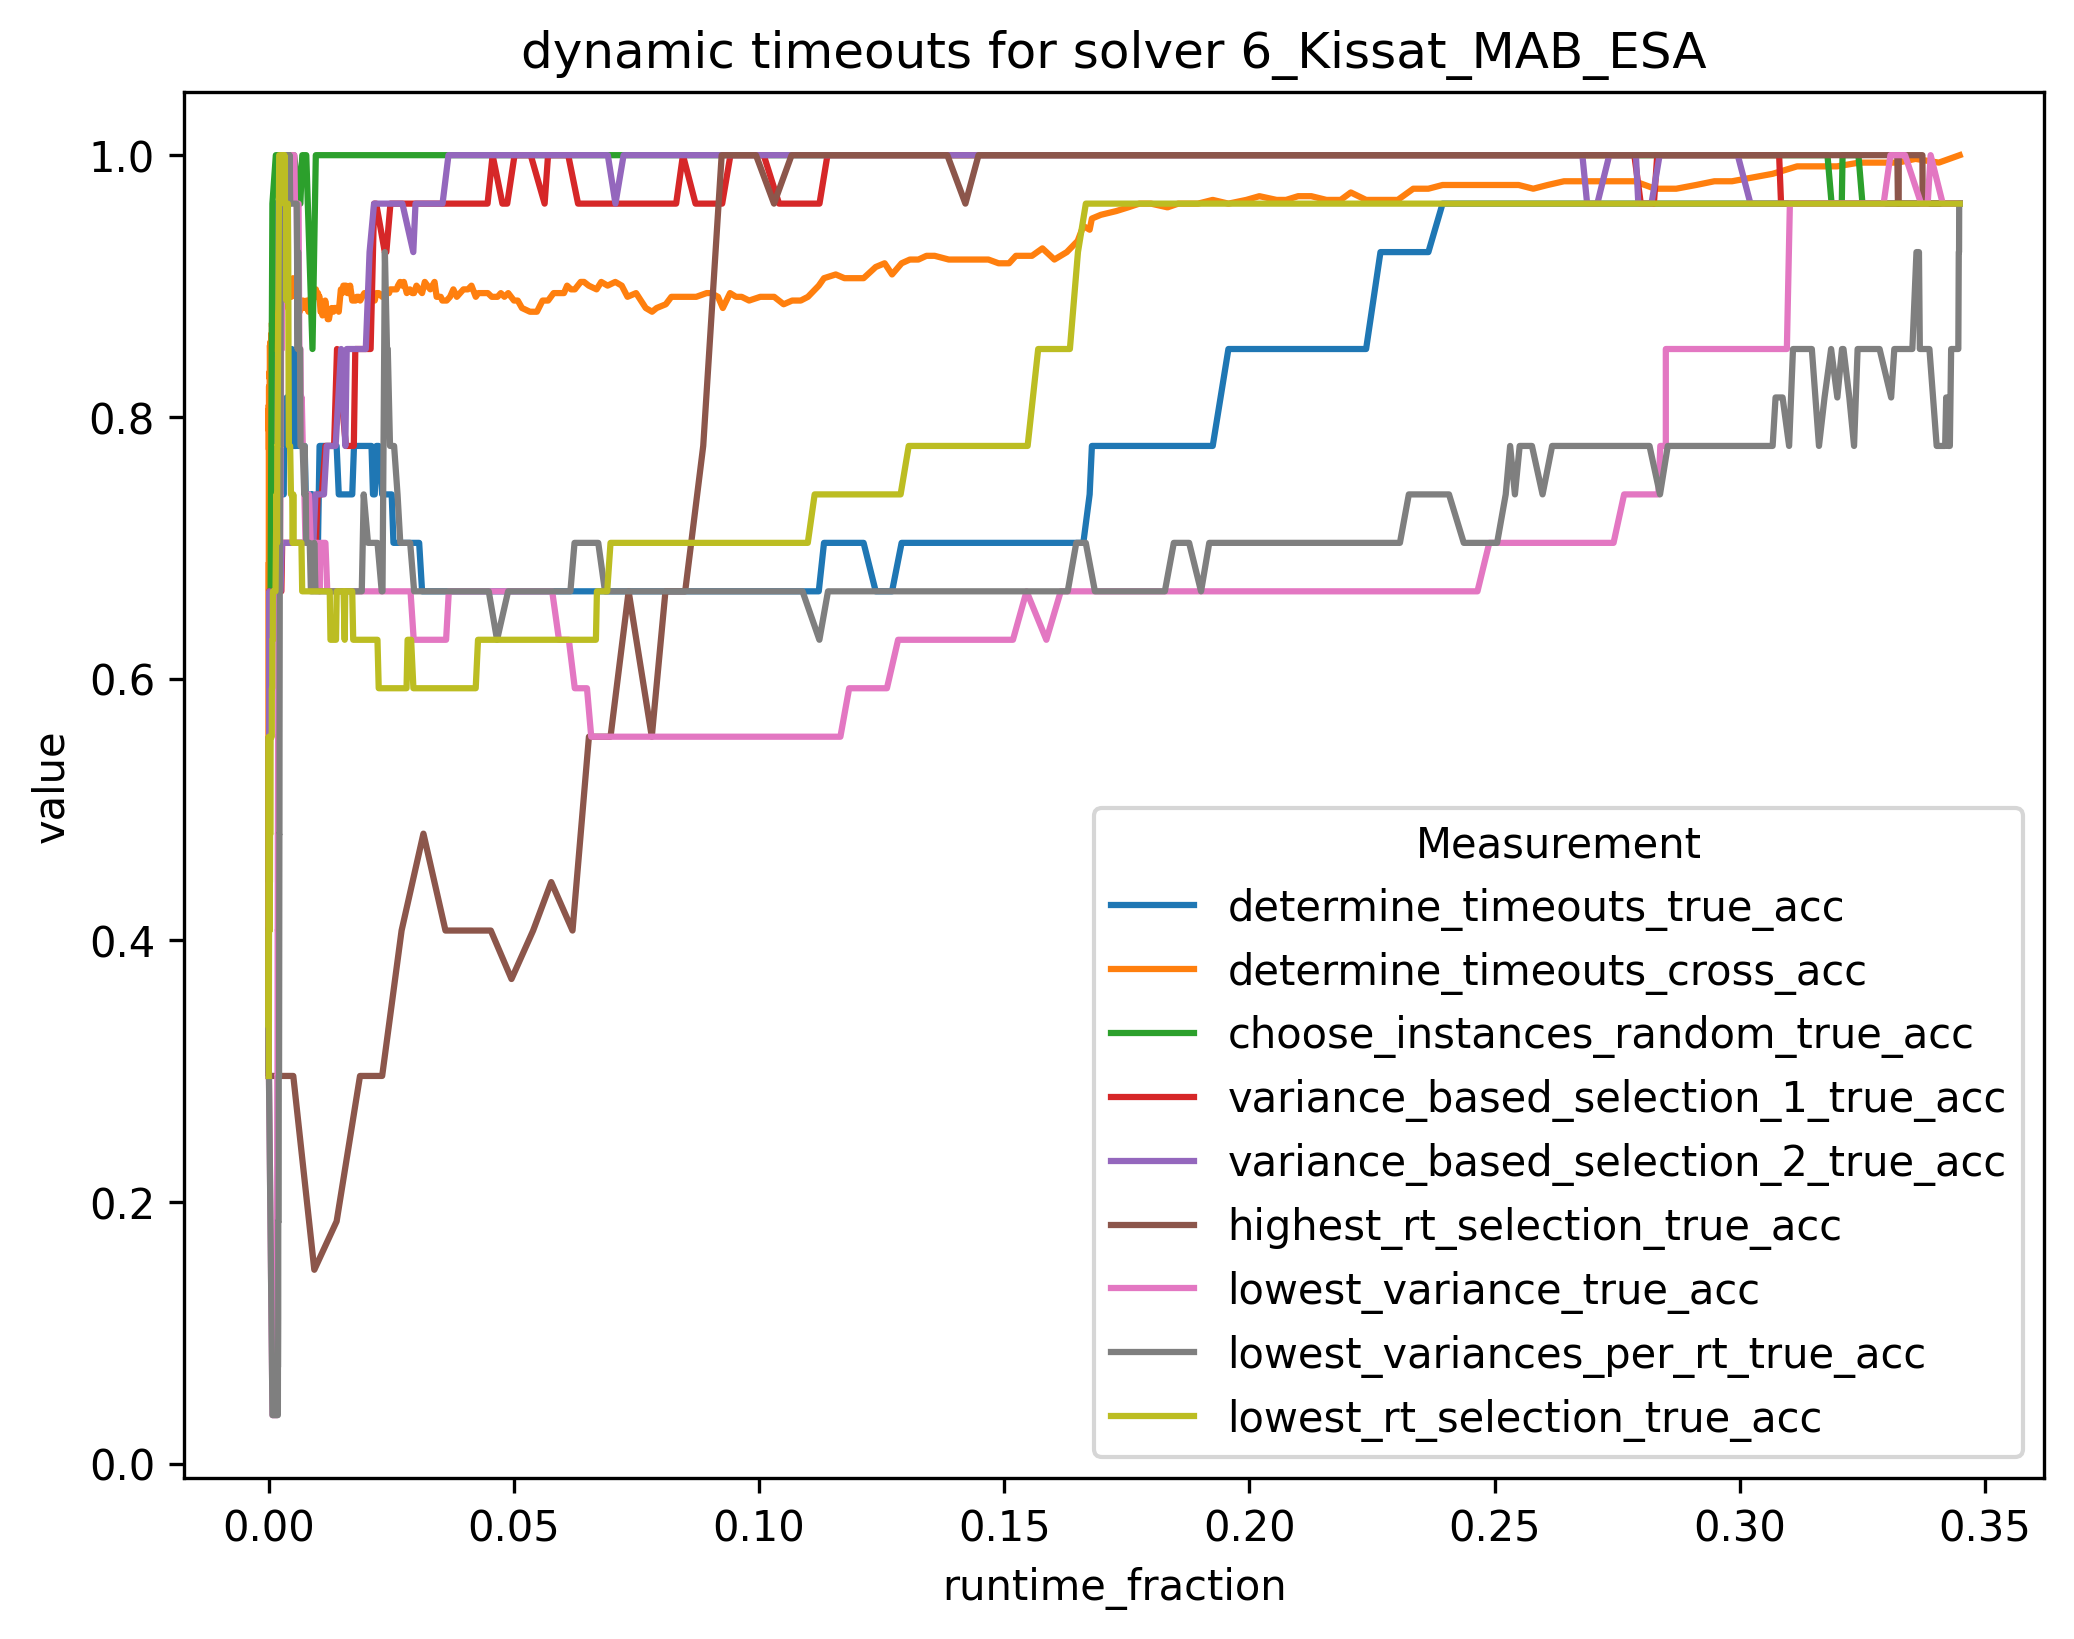 dynamic timeouts for solver 6_Kissat_MAB_ESA
1.0
0.8
0.6
0.4
0.2
0.0
value
Measurement
determine_timeouts_true_acc
determine_timeouts_cross_acc
choose_instances_random_true_acc
variance_based_selection_1_true_acc
variance_based_selection_2_true_acc
highest_rt_selection_true_acc
lowest_variance_true_acc
lowest_variances_per_rt_true_acc
lowest_rt_selection_true_acc
0.00 0.05 0.10 0.15 0.20 0.25 0.30 0.35
runtime_fraction